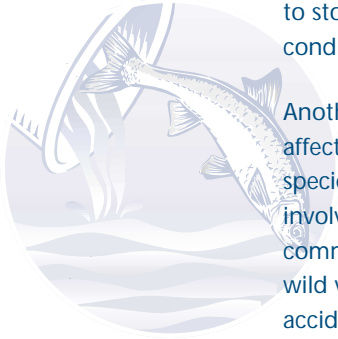 to sto
cond
Anoth
affect
specie
involv
comm
wild v
accid